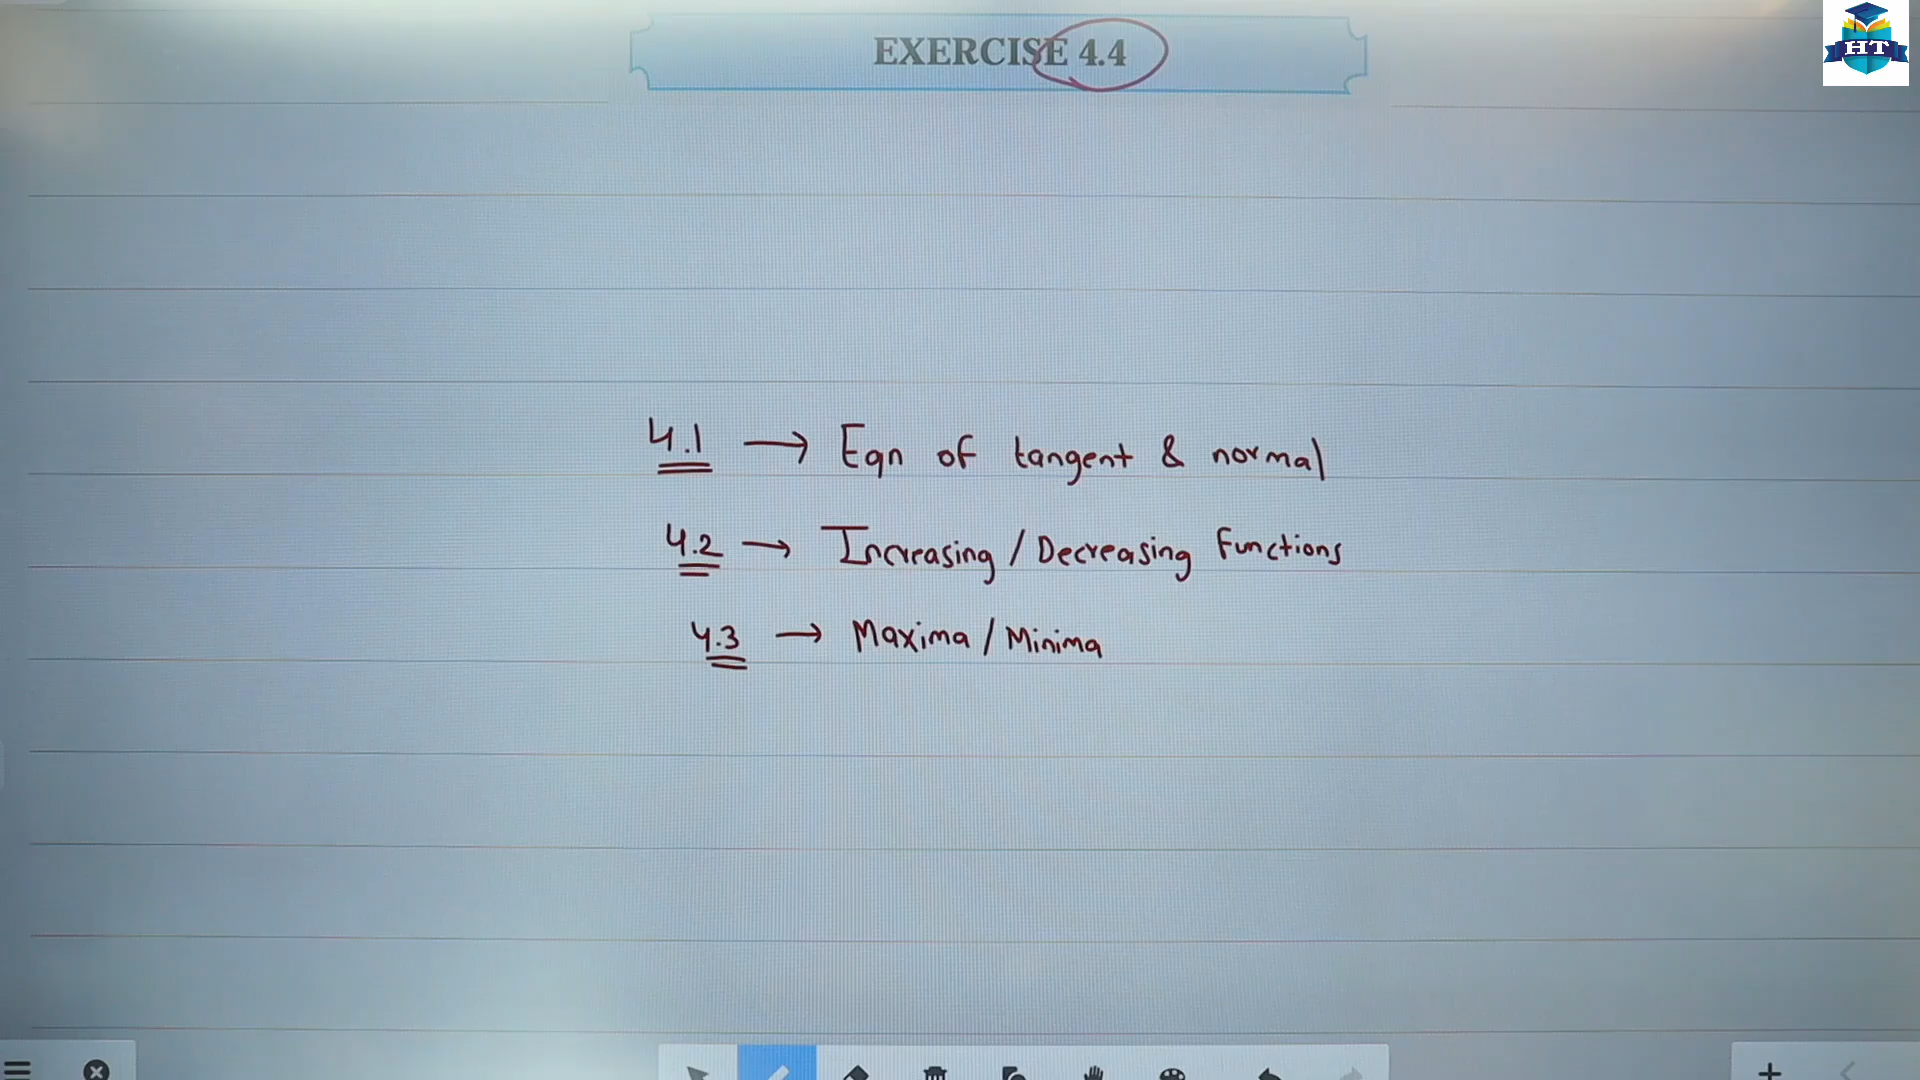 EXERCISE 4.4
HT
4.1 → Eqn of tangent & normal
4.2 → Increasing / Decreasing Functions
4.3 → Maxima / Minima